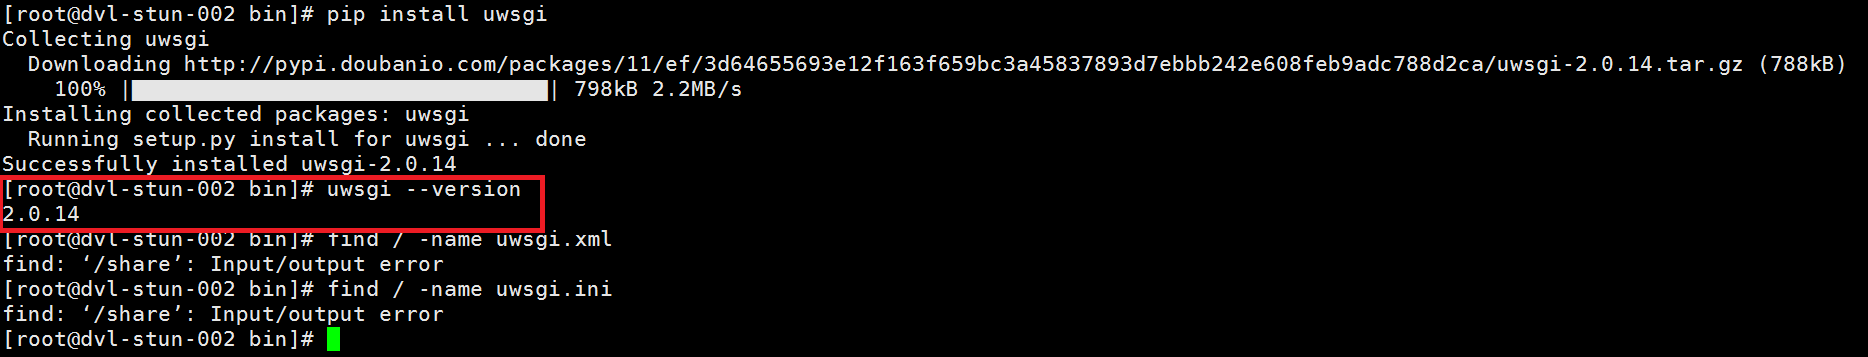 [root@dvl-stun-002 bin]# pip install uwsgi
Collecting uwsgi
  Downloading http://pypi.doubanio.com/packages/11/ef/3d64655693e12f163f659bc3a45837893d7ebbb242e608feb9adc788d2ca/uwsgi-2.0.14.tar.gz (788kB)
    100% |████████████████████████████████| 798kB 2.2MB/s
Installing collected packages: uwsgi
  Running setup.py install for uwsgi ... done
Successfully installed uwsgi-2.0.14
[root@dvl-stun-002 bin]# uwsgi --version
2.0.14
[root@dvl-stun-002 bin]# find / -name uwsgi.xml
find: ‘/share’: Input/output error
[root@dvl-stun-002 bin]# find / -name uwsgi.ini
find: ‘/share’: Input/output error
[root@dvl-stun-002 bin]#